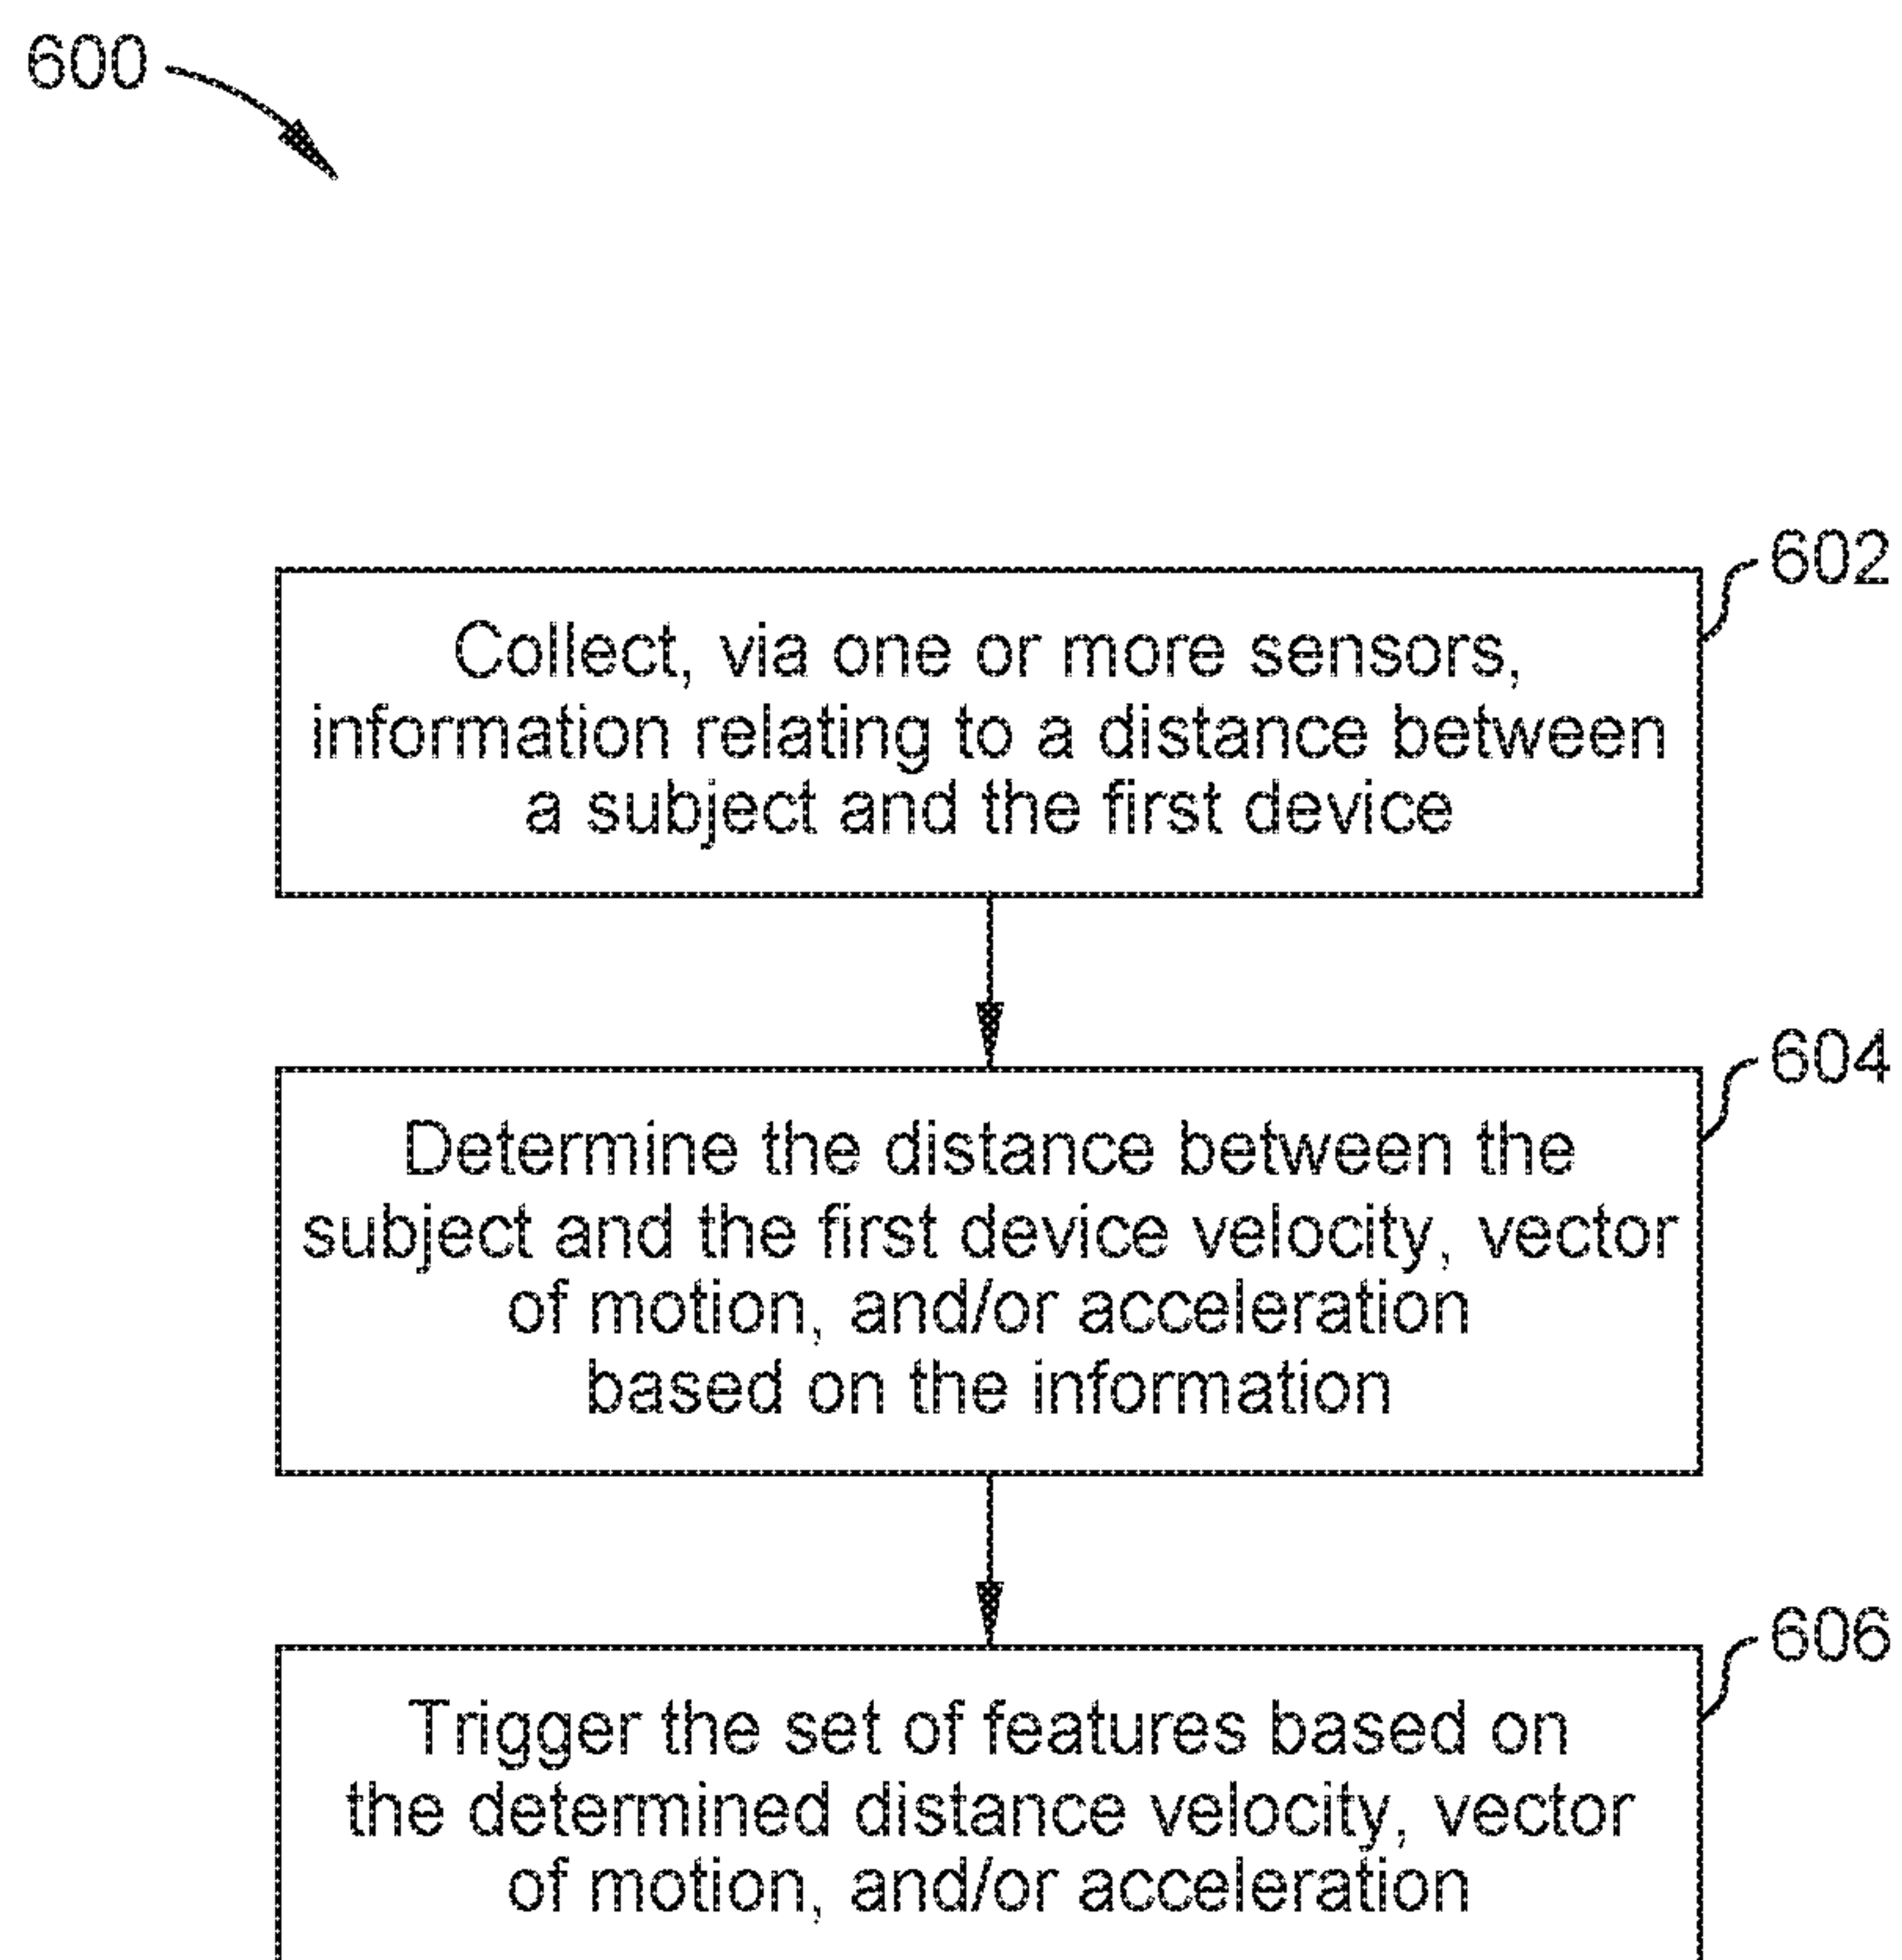 600
602
Collect, via one or more sensors,
information relating to a distance between
a subject and the first device
604
Determine the distance between the
subject and the first device velocity, vector
of motion, and/or acceleration
based on the information
606
Trigger the set of features based on
the determined distance velocity, vector
of motion, and/or acceleration